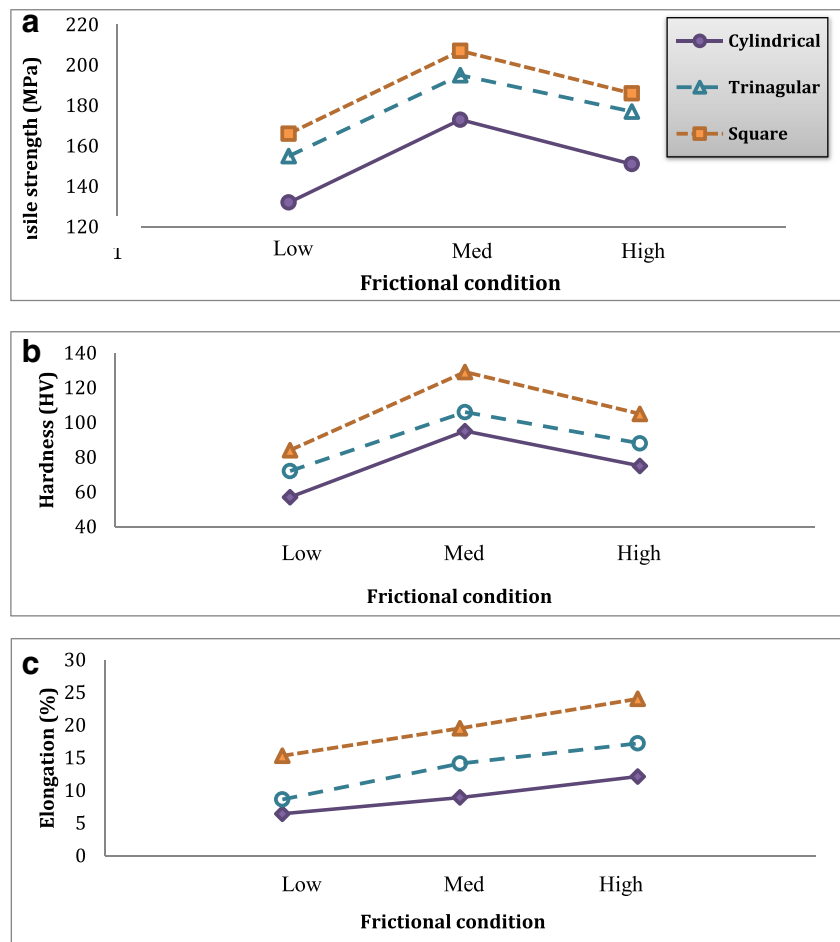 a
220
200
180
160
140
120
1
sile strength (MPa)
Low
Med
High
Frictional condition
Cylindrical
Trinagular
Square
b
140
120
100
80
60
40
Hardness (HV)
Low
Med
High
Frictional condition
c
30
25
20
15
10
5
0
Elongation (%)
Low
Med
High
Frictional condition